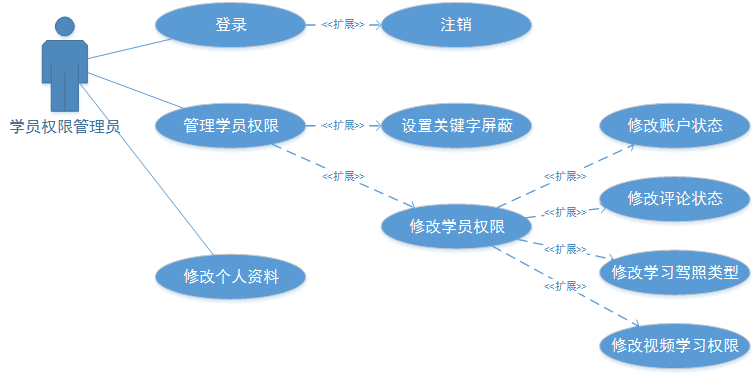 登录
<<扩展>>
注销
学员权限管理员
管理学员权限
<<扩展>>
设置关键字屏蔽
修改账户状态
<<扩展>>
<<扩展>>
修改评论状态
<<扩展>>
修改学员权限
<<扩展>>
修改个人资料
修改学习驾照类型
<<扩展>>
修改视频学习权限